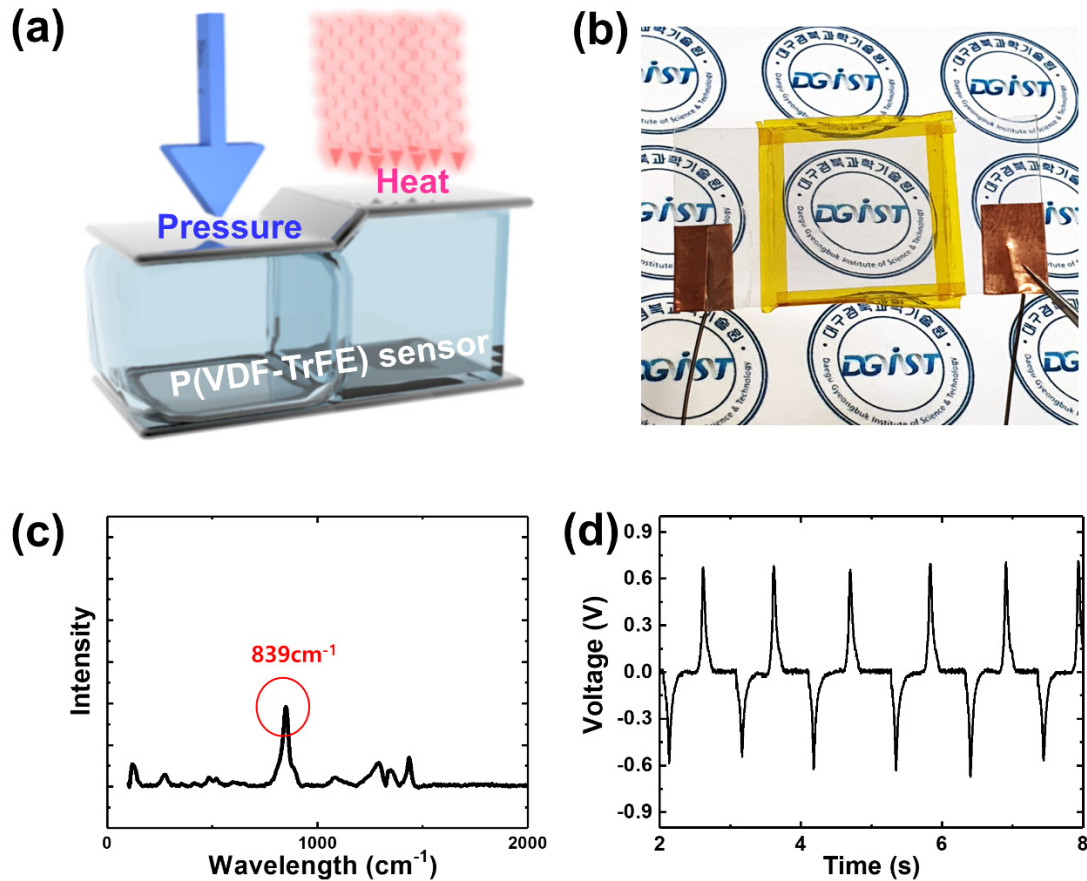 (a)
Pressure
Heat
P(VDF-TrFE) sensor
(b)
대구경북과학기술원
DGIST
Daegu Gyeongbuk Institute of Science & Technology
(c)
Intensity
839cm⁻¹
0
1000
2000
Wavelength (cm⁻¹)
(d)
Voltage (V)
0.9
0.6
0.3
0.0
-0.3
-0.6
-0.9
2
4
6
8
Time (s)